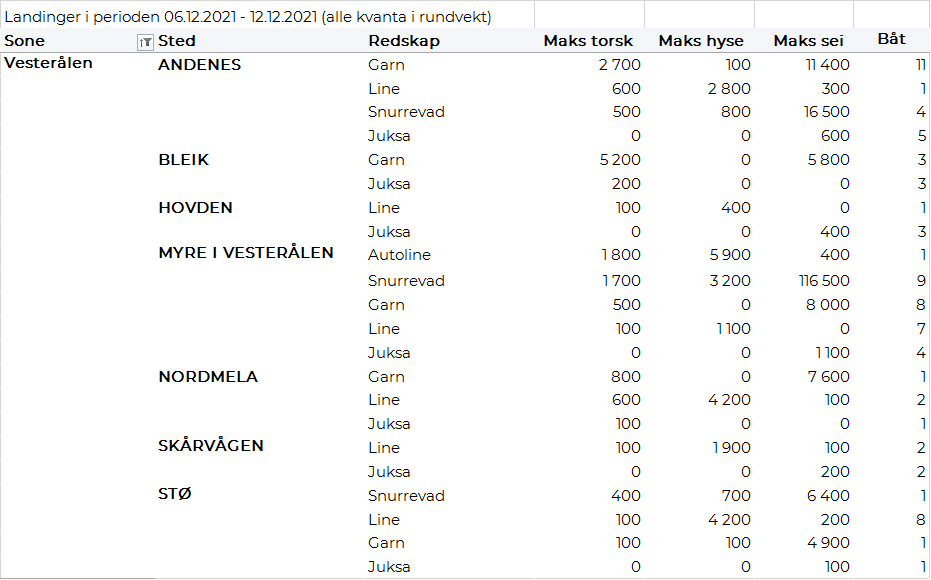 Landinger i perioden 06.12.2021 - 12.12.2021 (alle kvanta i rundvekt)
Sone Sted Redskap Maks torsk Maks hyse Maks sei Båt
Vesterålen ANDENES Garn 2 700 100 11 400 11
Line 600 2 800 300 1
Snurrevad 500 800 16 500 4
Juksa 0 0 600 5
BLEIK Garn 5 200 0 5 800 3
Juksa 200 0 0 3
HOVDEN Line 100 400 0 1
Juksa 0 0 400 3
MYRE I VESTERÅLEN Autoline 1 800 5 900 400 1
Snurrevad 1 700 3 200 116 500 9
Garn 500 0 8 000 8
Line 100 1 100 0 7
Juksa 0 0 1 100 4
NORDMELA Garn 800 0 7 600 1
Line 600 4 200 100 2
Juksa 100 0 0 1
SKÅRVÅGEN Line 100 1 900 100 2
Juksa 0 0 200 2
STØ Snurrevad 400 700 6 400 1
Line 100 4 200 200 8
Garn 100 100 4 900 1
Juksa 0 0 100 1